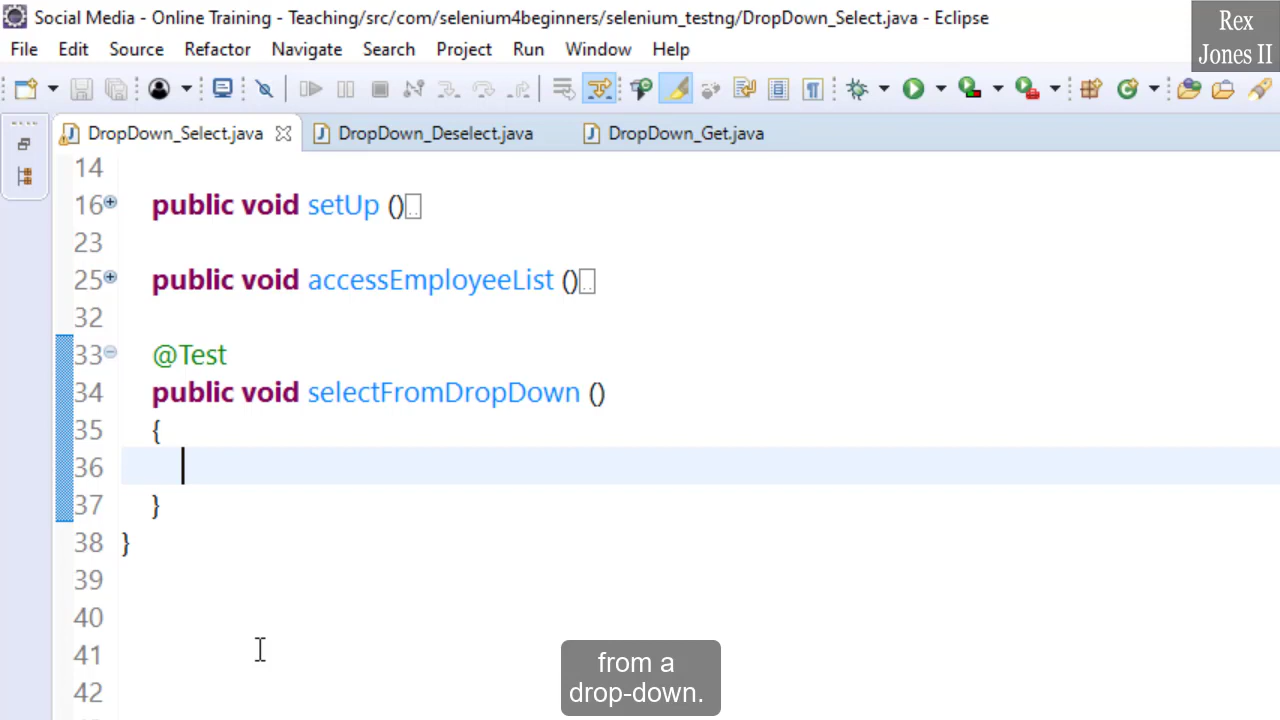 Social Media - Online Training - Teaching/src/com/selenium4beginners/selenium_testng/DropDown_Select.java - Eclipse
Rex
Jones II
File Edit Source Refactor Navigate Search Project Run Window Help
DropDown_Select.java DropDown_Deselect.java DropDown_Get.java
14
16 public void setUp ()
23
25 public void accessEmployeeList ()
32
33 @Test
34 public void selectFromDropDown ()
35 {
36
37 }
38 }
39
40
41
42
from a
drop-down.